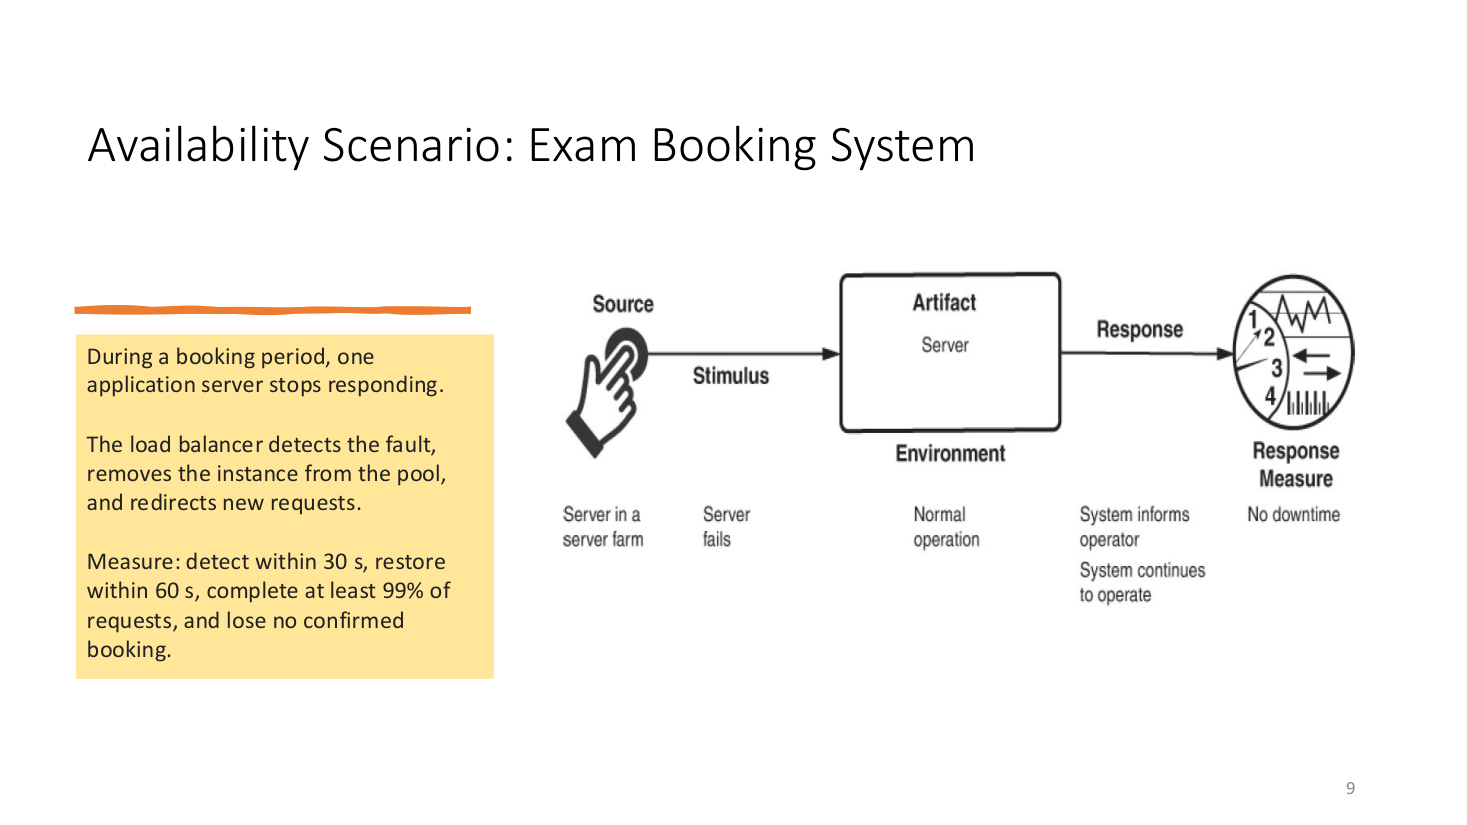 Availability Scenario: Exam Booking System
During a booking period, one
application server stops responding.
The load balancer detects the fault,
removes the instance from the pool,
and redirects new requests.
Measure: detect within 30 s, restore
within 60 s, complete at least 99% of
requests, and lose no confirmed
booking.
Source
Stimulus
Artifact
Server
Environment
Response
1
2
3
4
Response
Measure
Server in a
server farm
Server
fails
Normal
operation
System informs
operator
System continues
to operate
No downtime
9